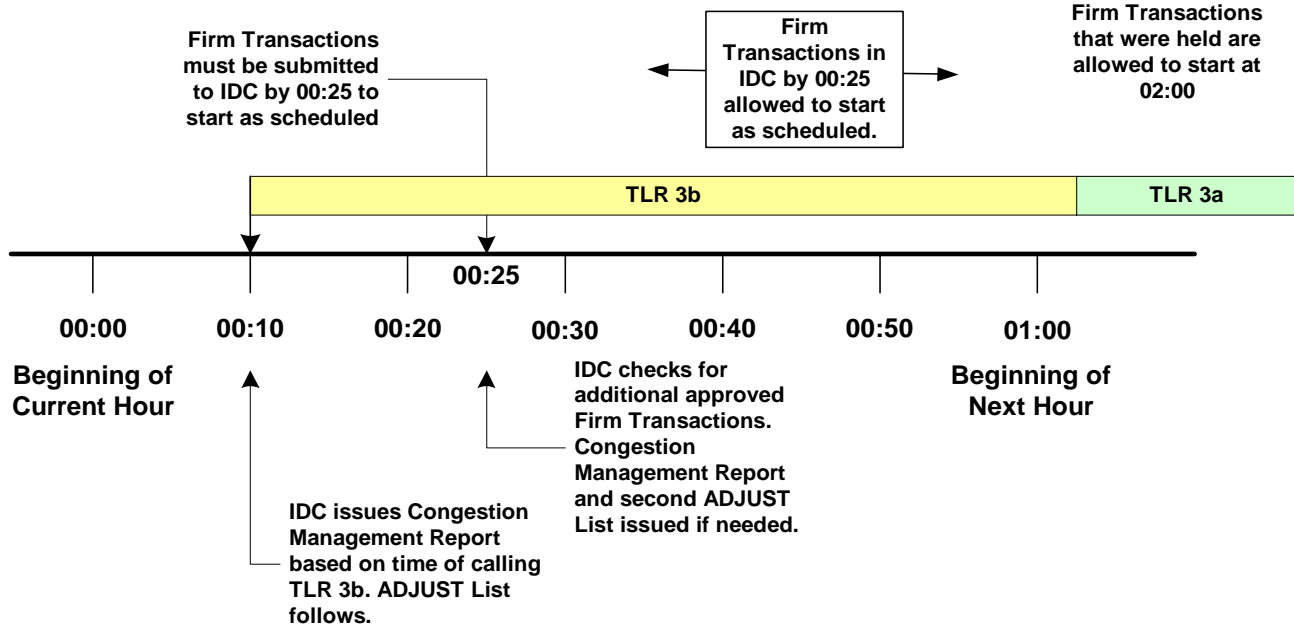 Firm Transactions
must be submitted
to IDC by 00:25 to
start as scheduled
Firm
Transactions in
IDC by 00:25
allowed to start
as scheduled.
Firm Transactions
that were held are
allowed to start at
02:00
TLR 3b
TLR 3a
00:25
00:00
00:10
00:20
00:30
00:40
00:50
01:00
Beginning of
Current Hour
Beginning of
Next Hour
IDC issues Congestion
Management Report
based on time of calling
TLR 3b. ADJUST List
follows.
IDC checks for
additional approved
Firm Transactions.
Congestion
Management Report
and second ADJUST
List issued if needed.